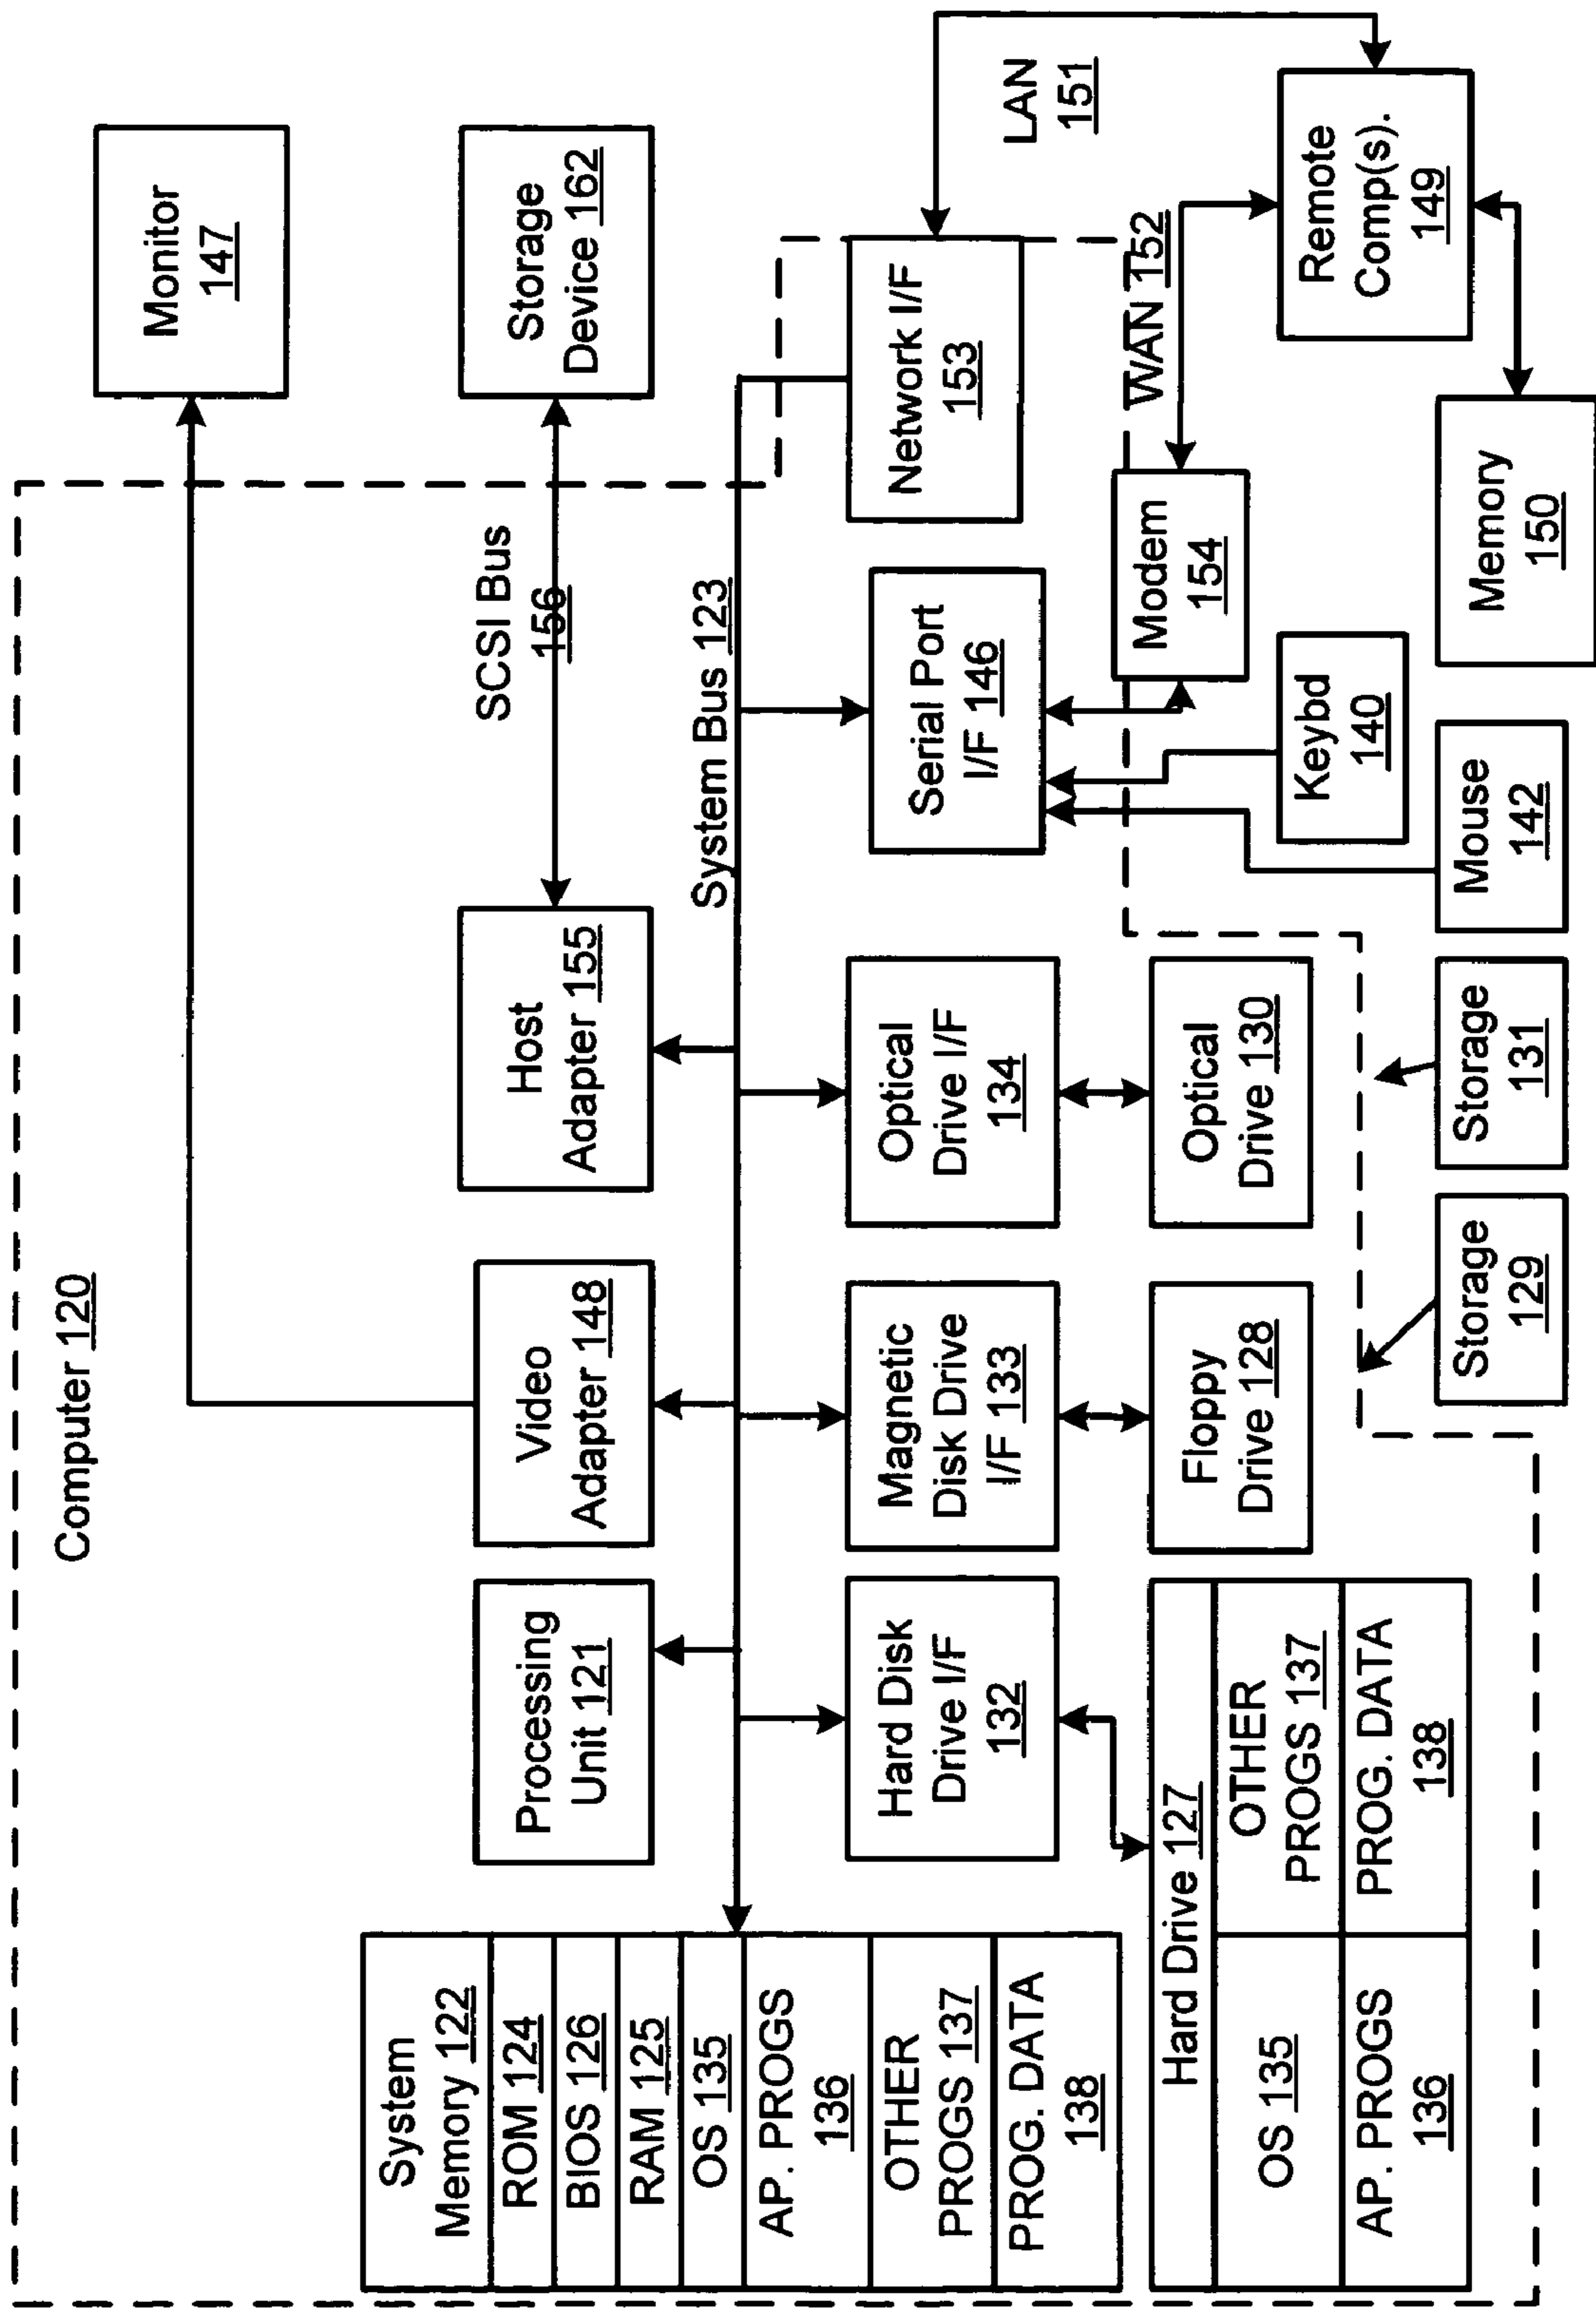 Computer 120
Monitor
147
System
Memory 122
ROM 124
BIOS 126
RAM 125
OS 135
AP. PROGS
136
OTHER
PROGS 137
PROG. DATA
138
Processing
Unit 121
Video
Adapter 148
Host
Adapter 155
SCSI Bus
156
Storage
Device 162
System Bus 123
Hard Disk
Drive I/F
132
Magnetic
Disk Drive
I/F 133
Optical
Drive I/F
134
Serial Port
I/F 146
Network I/F
153
LAN
151
Hard Drive 127
OS 135
OTHER
PROGS 137
AP. PROGS
136
PROG. DATA
138
Floppy
Drive 128
Optical
Drive 130
Modem
154
WAN 152
Keybd
140
Remote
Comp(s).
149
Storage
129
Storage
131
Mouse
142
Memory
150